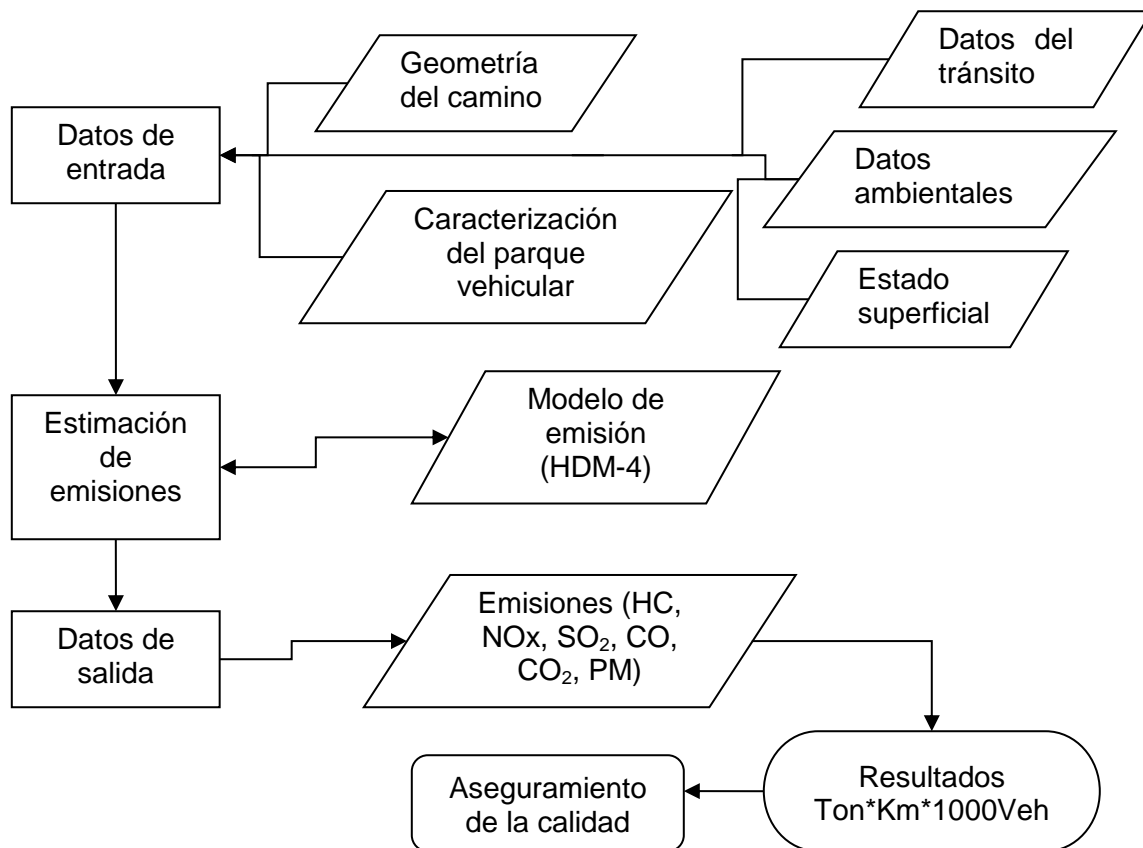 Geometría
del camino
Datos del
tránsito
Datos de
entrada
Datos
ambientales
Caracterización
del parque
vehicular
Estado
superficial
Estimación
de
emisiones
Modelo de
emisión
(HDM-4)
Datos de
salida
Emisiones (HC,
NOx, SO₂, CO,
CO₂, PM)
Resultados
Ton*Km*1000Veh
Aseguramiento
de la calidad